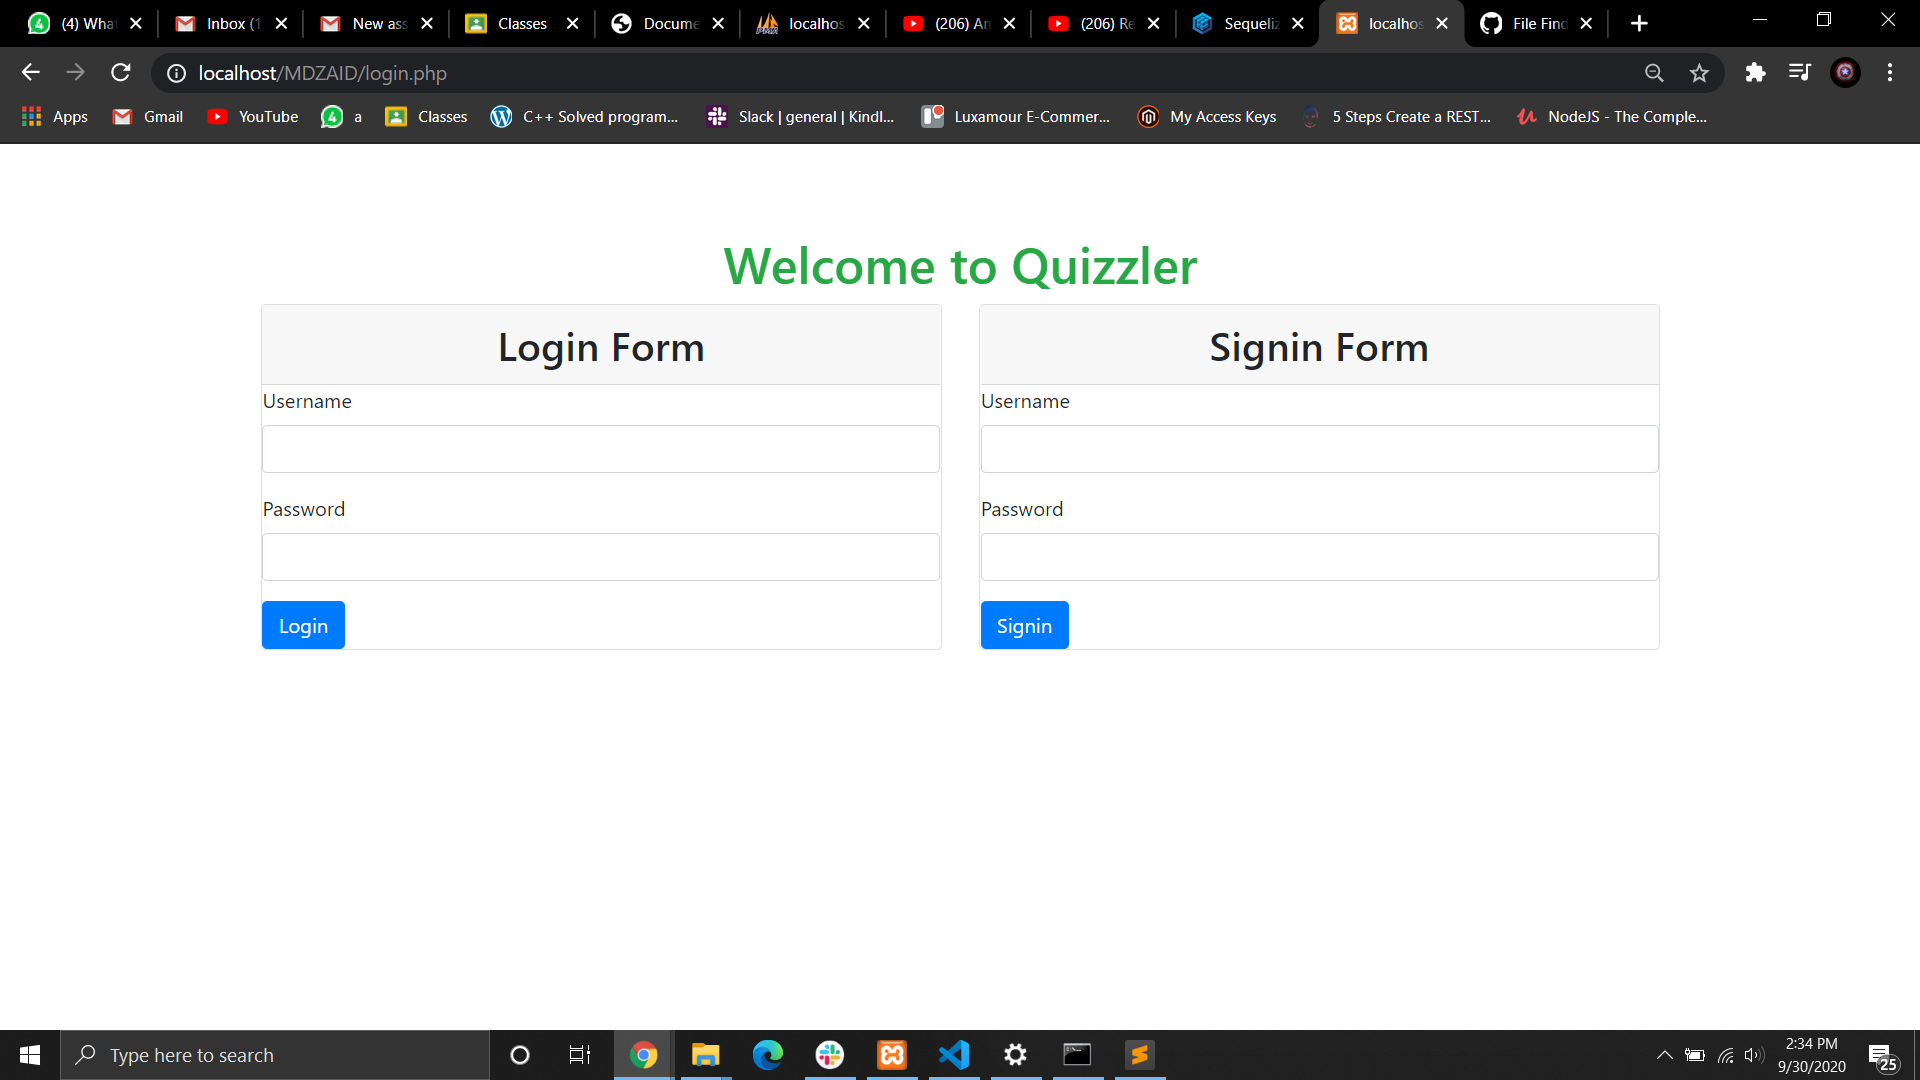 (4) What
Inbox (1
New ass
Classes
Docume
localhos
(206) An
(206) Re
Sequeliz
localhos
File Find
localhost/MDZAID/login.php
Apps
Gmail
YouTube
a
Classes
C++ Solved program...
Slack | general | Kindl...
Luxamour E-Commer...
My Access Keys
5 Steps Create a REST...
NodeJS - The Comple...
Welcome to Quizzler
Login Form
Username
Password
Login
Signin Form
Username
Password
Signin
Type here to search
2:34 PM
9/30/2020
25